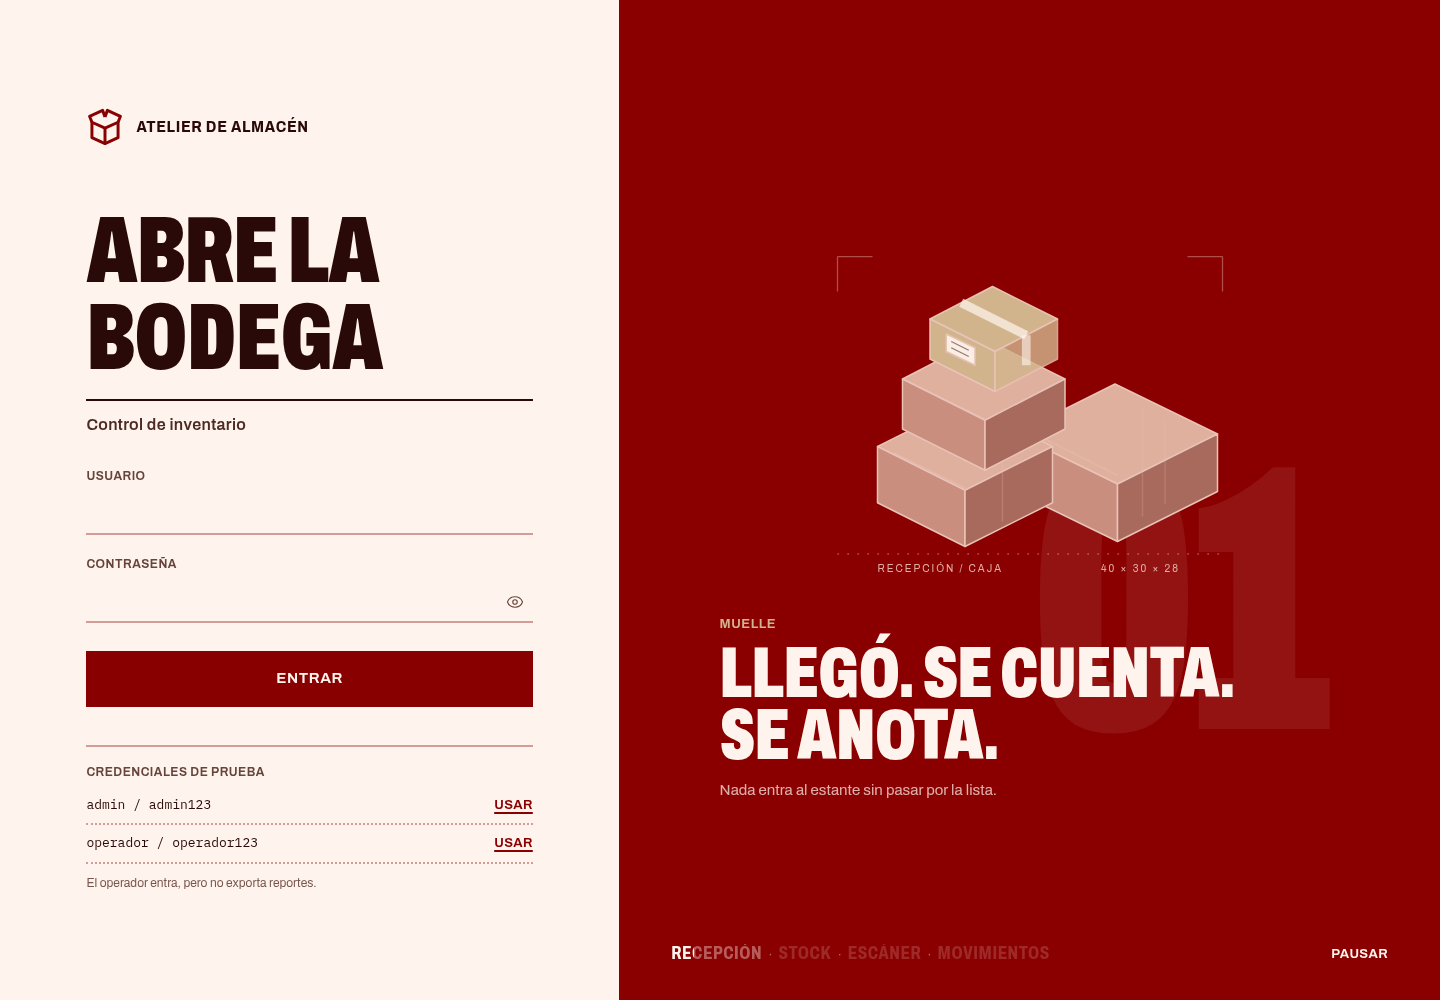 ATELIER DE ALMACÉN
ABRE LA
BODEGA
Control de inventario
USUARIO
CONTRASEÑA
ENTRAR
CREDENCIALES DE PRUEBA
admin / admin123 USAR
operador / operador123 USAR
El operador entra, pero no exporta reportes.
01
RECEPCIÓN / CAJA 40 × 30 × 28
MUELLE
LLEGÓ. SE CUENTA.
SE ANOTA.
Nada entra al estante sin pasar por la lista.
RECEPCIÓN · STOCK · ESCÁNER · MOVIMIENTOS PAUSAR